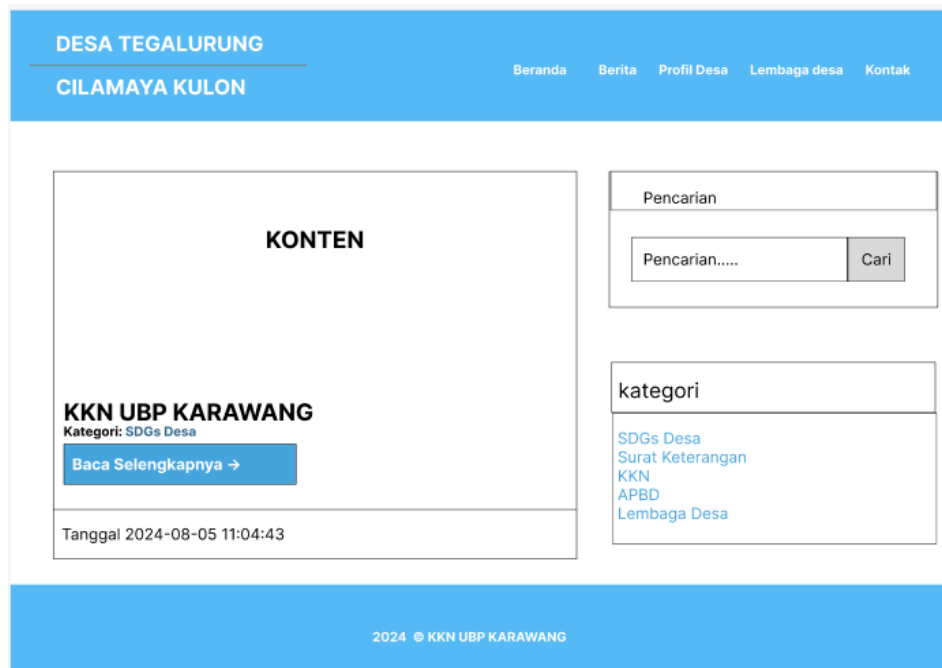 DESA TEGALURUNG
CILAMAYA KULON
Beranda Berita Profil Desa Lembaga desa Kontak
KONTEN
KKN UBP KARAWANG
Kategori: SDGs Desa
Baca Selengkapnya →
Tanggal 2024-08-05 11:04:43
Pencarian
Pencarian..... Cari
kategori
SDGs Desa
Surat Keterangan
KKN
APBD
Lembaga Desa
2024 © KKN UBP KARAWANG